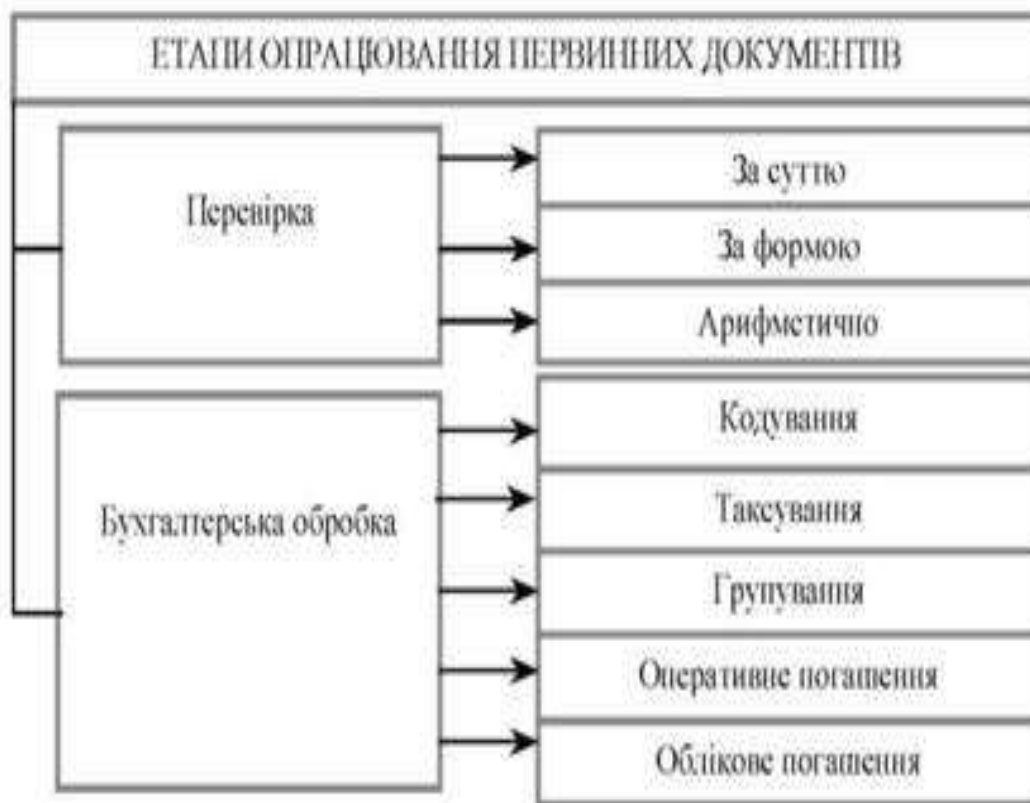 ЕТАПИ ОПРАЦЮВАННЯ ПЕРВИННИХ ДОКУМЕНТІВ
Перевірка
За суттю
За формою
Арифметично
Бухгалтерська обробка
Кодування
Таксування
Групування
Оперативне погашення
Облікове погашення